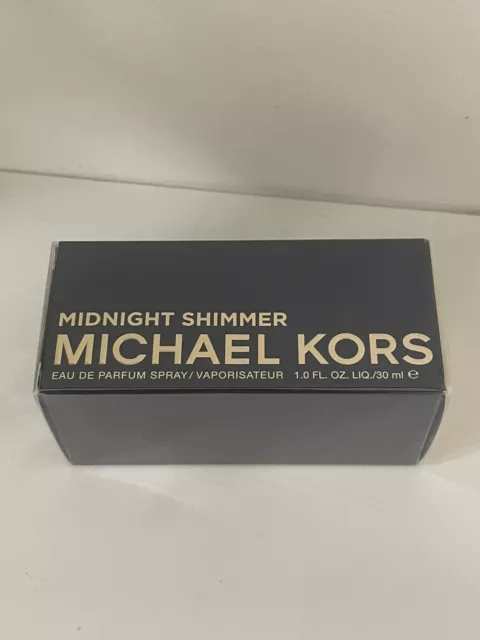 MIDNIGHT SHIMMER
MICHAEL KORS
EAU DE PARFUM SPRAY/VAPORISATEUR 1.0 FL. OZ. LIQ./30 ml ℮